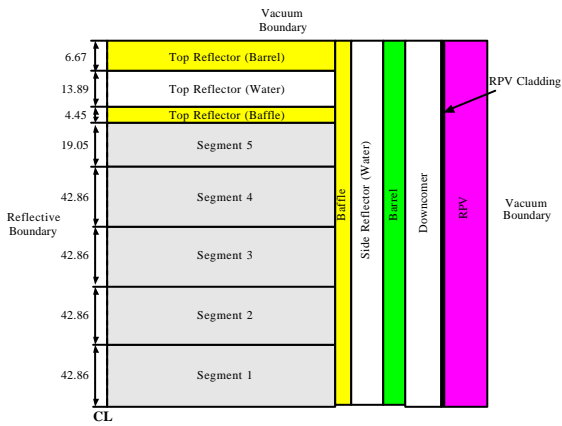 Vacuum
Boundary
6.67
Top Reflector (Barrel)
13.89
Top Reflector (Water)
RPV Cladding
4.45
Top Reflector (Baffle)
19.05
Segment 5
42.86
Segment 4
Baffle
Side Reflector (Water)
Barrel
Downcomer
RPV
Vacuum
Boundary
Reflective
Boundary
42.86
Segment 3
42.86
Segment 2
42.86
Segment 1
CL